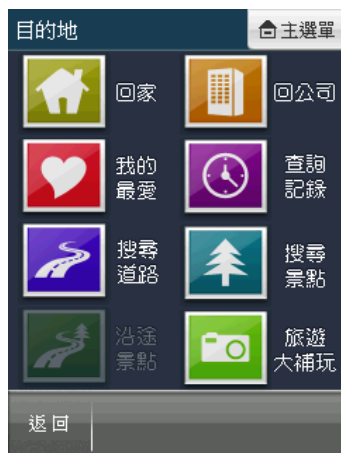 目的地
主選單
回家
回公司
我的
最愛
查詢
記錄
搜尋
道路
搜尋
景點
沿途
景點
旅遊
大補玩
返回